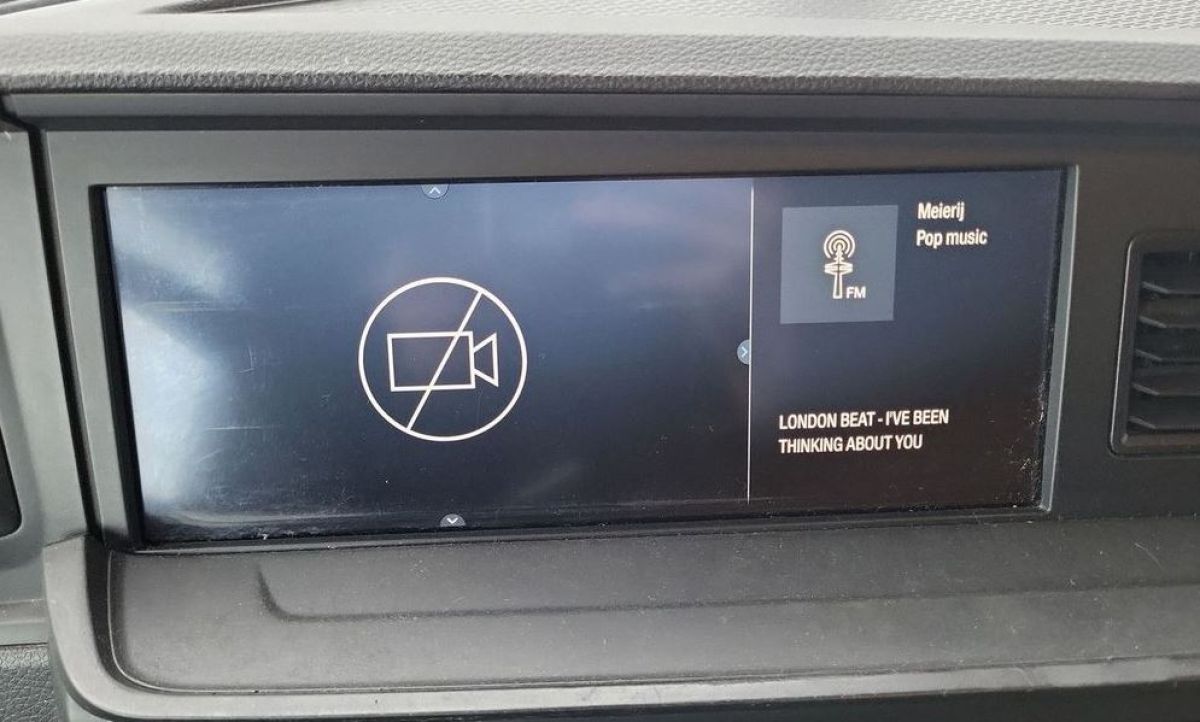 Meierij
Pop music
FM
LONDON BEAT - I'VE BEEN
THINKING ABOUT YOU